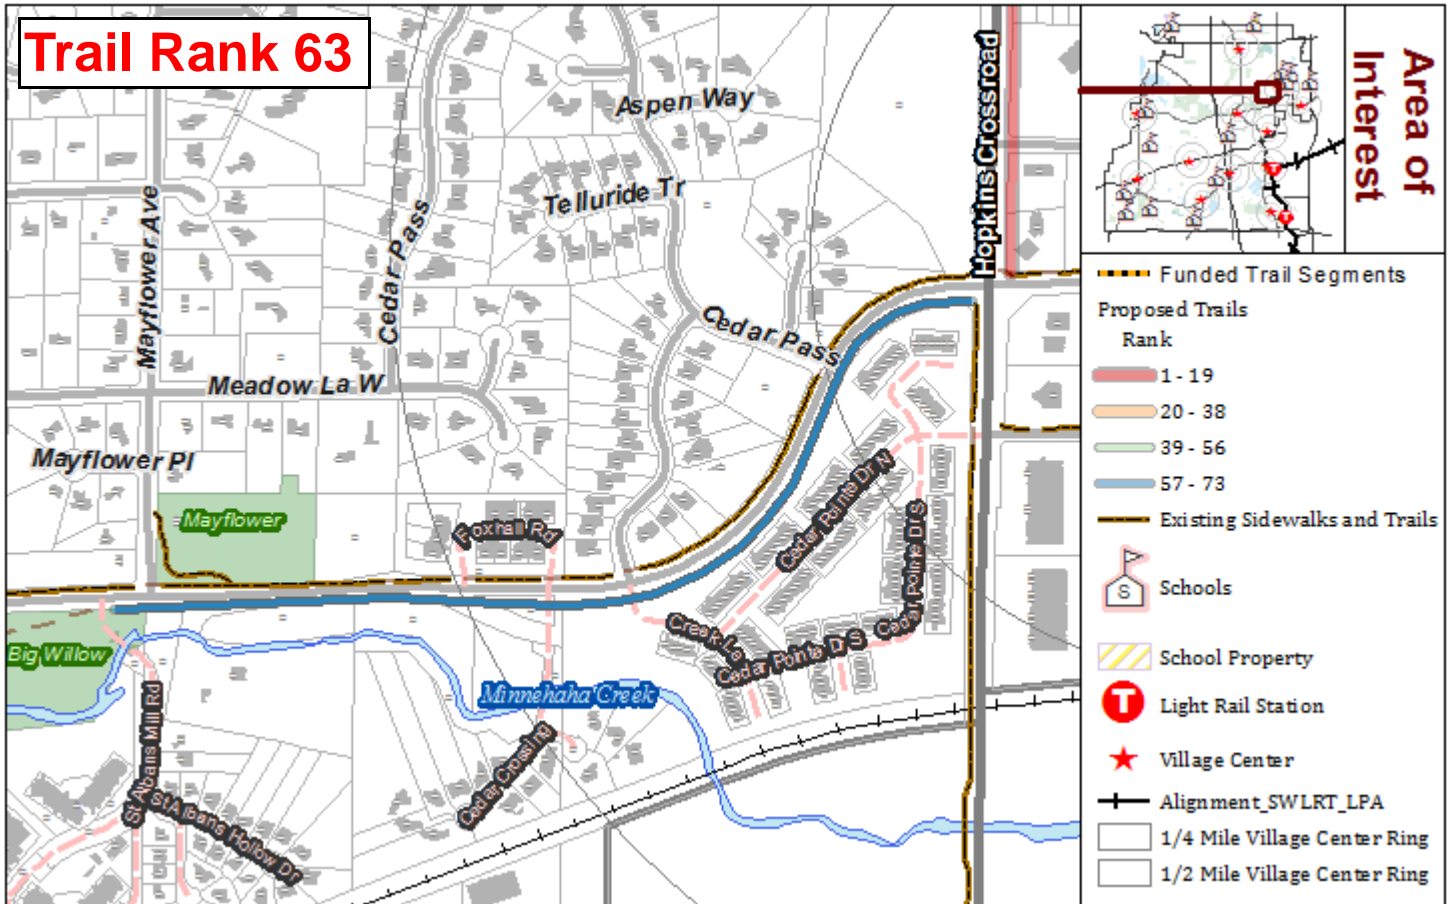 Trail Rank 63
Aspen Way
Telluride Tr
Hopkins Crossroad
Mayflower Ave
Cedar Pass
Cedar Pass
Meadow La W
Mayflower Pl
Mayflower
Foxhall Rd
Cedar Pointe Dr N
Cedar Pointe Dr S
Creek La
Cedar Pointe Dr S
Big Willow
Minnehaha Creek
St Albans Mill Rd
Cedar Crossing
St Albans Hollow Dr
Area of
Interest
Funded Trail Segments
Proposed Trails
Rank
1 - 19
20 - 38
39 - 56
57 - 73
Existing Sidewalks and Trails
S
Schools
School Property
T
Light Rail Station
Village Center
Alignment_SWLRT_LPA
1/4 Mile Village Center Ring
1/2 Mile Village Center Ring